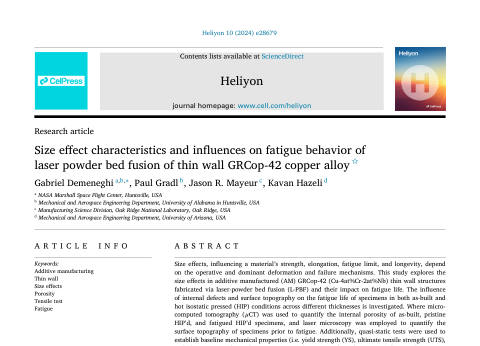 Heliyon 10 (2024) e28679
CelPress
Contents lists available at ScienceDirect
Heliyon
journal homepage: www.cell.com/heliyon
Heliyon
Research article
Size effect characteristics and influences on fatigue behavior of
laser powder bed fusion of thin wall GRCop-42 copper alloy☆
Gabriel Demeneghi a,b,*, Paul Gradl b, Jason R. Mayeur c, Kavan Hazeli d
a NASA Marshall Space Flight Center, Huntsville, USA
b Mechanical and Aerospace Engineering Department, University of Alabama in Huntsville, USA
c Manufacturing Science Division, Oak Ridge National Laboratory, Oak Ridge, USA
d Mechanical and Aerospace Engineering Department, University of Arizona, USA
ARTICLE INFO
Keywords:
Additive manufacturing
Thin wall
Size effects
Porosity
Tensile test
Fatigue
ABSTRACT
Size effects, influencing a material's strength, elongation, fatigue limit, and longevity, depend
on the operative and dominant deformation and failure mechanisms. This study explores the
size effects in additive manufactured (AM) GRCop-42 (Cu-4at%Cr-2at%Nb) thin wall structures
fabricated via laser-powder bed fusion (L-PBF) and their impact on fatigue life. The influence
of internal defects and surface topography on the fatigue life of specimens in both as-built and
hot isostatic pressed (HIP) conditions across different thicknesses is investigated. Where micro-
computed tomography (μCT) was used to quantify the internal porosity of as-built, pristine
HIP'd, and fatigued HIP'd specimens, and laser microscopy was employed to quantify the
surface topography of specimens prior to fatigue. Additionally, quasi-static tests were used to
establish baseline mechanical properties (i.e. yield strength (YS), ultimate tensile strength (UTS),